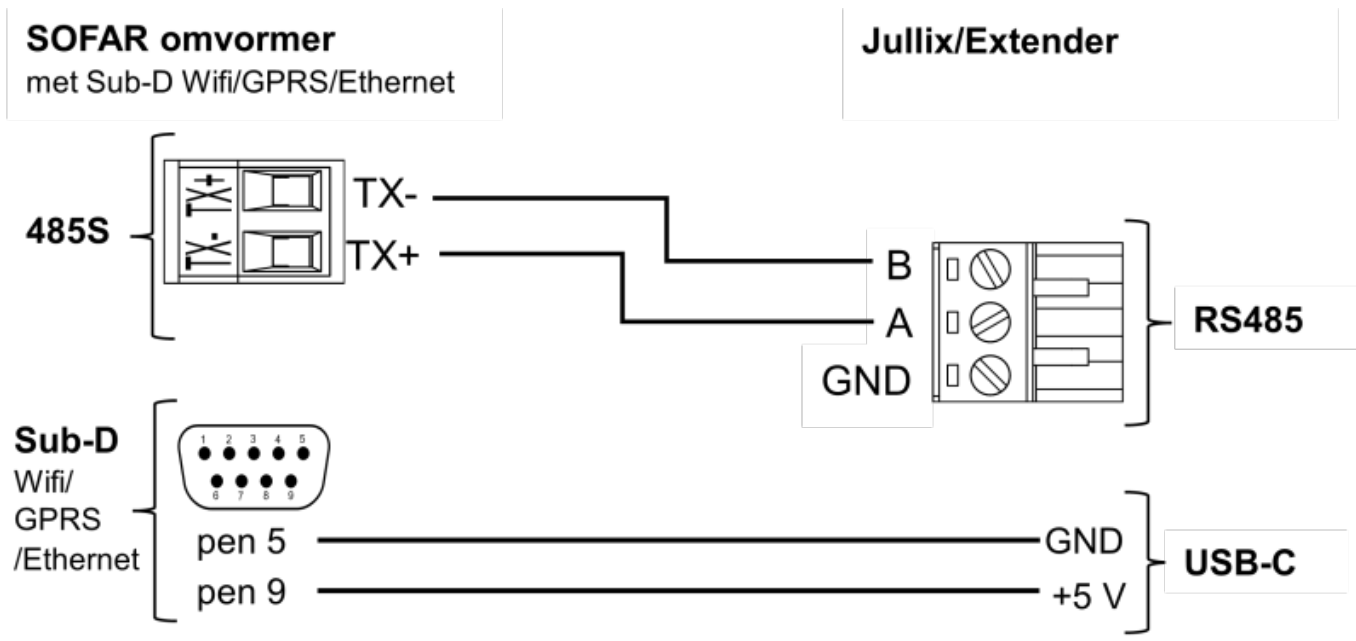 SOFAR omvormer
met Sub-D Wifi/GPRS/Ethernet
Jullix/Extender
485S
TX+
TX-
TX-
TX+
B
A
GND
RS485
Sub-D
Wifi/
GPRS
/Ethernet
1 2 3 4 5
6 7 8 9
pen 5
pen 9
GND
+5 V
USB-C